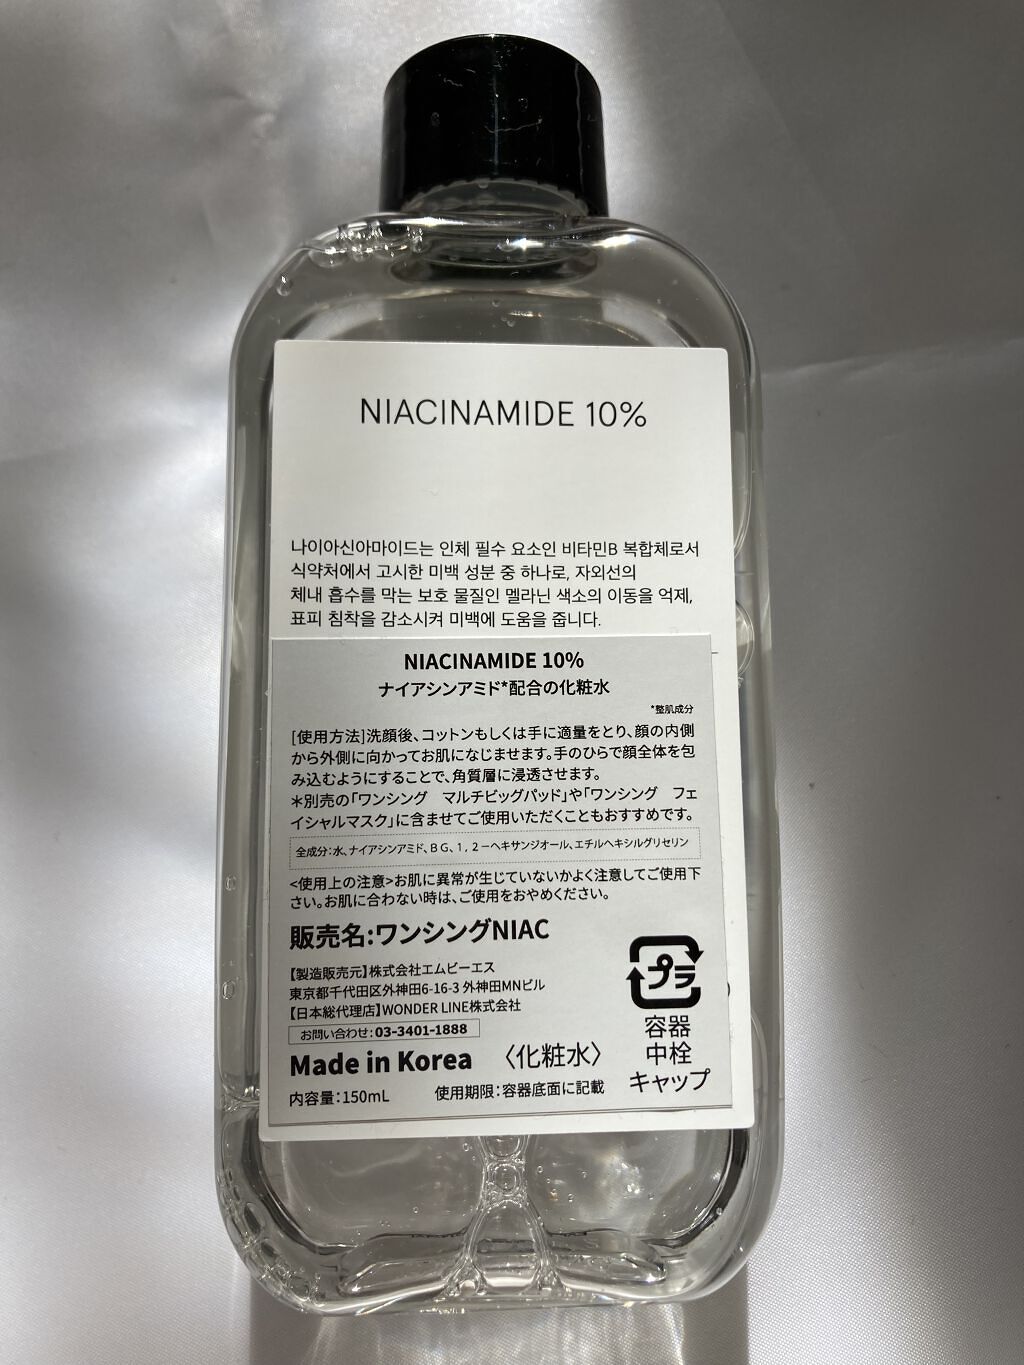 NIACINAMIDE 10%
나이아신아마이드는 인체 필수 요소인 비타민B 복합체로서
식약처에서 고시한 미백 성분 중 하나로, 자외선의
체내 흡수를 막는 보호 물질인 멜라닌 색소의 이동을 억제,
표피 침착을 감소시켜 미백에 도움을 줍니다.
NIACINAMIDE 10%
ナイアシンアミド*配合の化粧水
*整肌成分
[使用方法]洗顔後、コットンもしくは手に適量をとり、顔の内側
から外側に向かってお肌になじませます。手のひらで顔全体を包
み込むようにすることで、角質層に浸透させます。
＊別売の「ワンシング　マルチビッグパッド」や「ワンシング　フェ
イシャルマスク」に含ませてご使用いただくこともおすすめです。
全成分：水、ナイアシンアミド、ＢＧ、１，２－ヘキサンジオール、エチルヘキシルグリセリン
<使用上の注意>お肌に異常が生じていないかよく注意してご使用下
さい。お肌に合わない時は、ご使用をおやめください。
販売名:ワンシングNIAC
【製造販売元】株式会社エムビーエス
東京都千代田区外神田6-16-3 外神田MNビル
【日本総代理店】WONDER LINE株式会社
お問い合わせ：03-3401-1888
Made in Korea 〈化粧水〉
内容量：150mL 使用期限：容器底面に記載
プラ
容器
中栓
キャップ